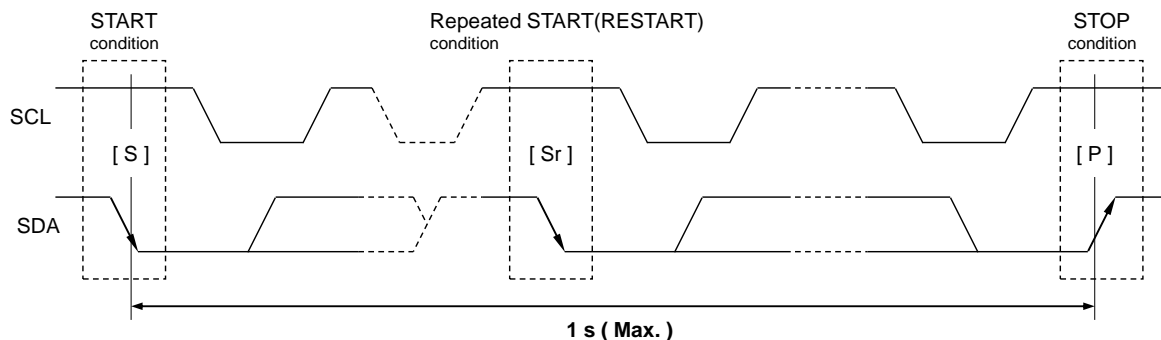 START
condition
Repeated START(RESTART)
condition
STOP
condition
SCL
[ S ]
[ Sr ]
[ P ]
SDA
1 s ( Max. )